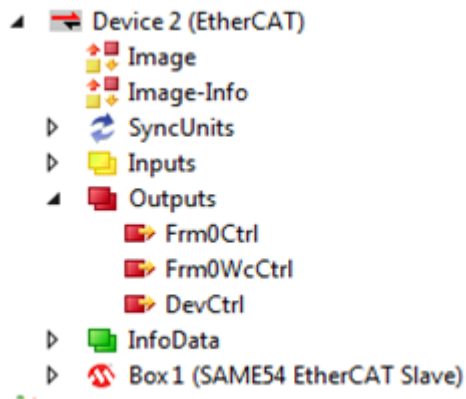 Device 2 (EtherCAT)
Image
Image-Info
SyncUnits
Inputs
Outputs
Frm0Ctrl
Frm0WcCtrl
DevCtrl
InfoData
Box 1 (SAME54 EtherCAT Slave)